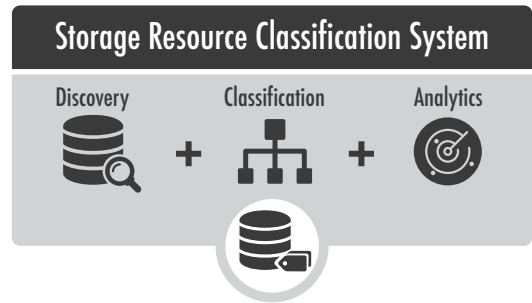 Storage Resource Classification System
Discovery
+
Classification
+
Analytics